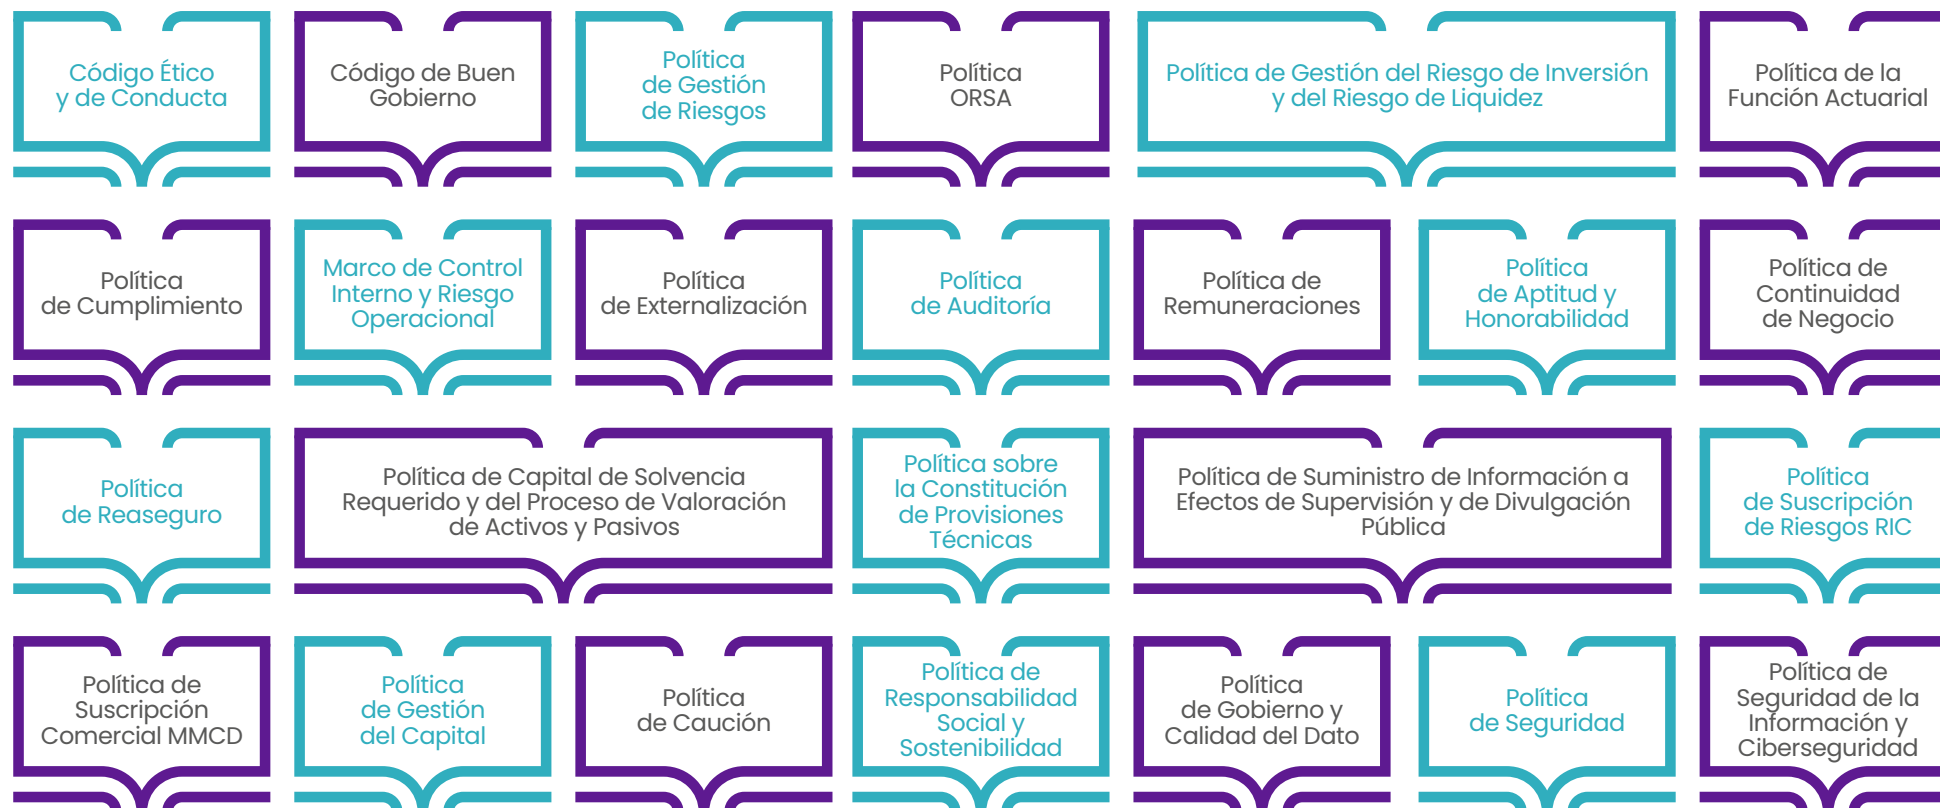 Código Ético
y de Conducta
Código de Buen
Gobierno
Política
de Gestión
de Riesgos
Política
ORSA
Política de Gestión del Riesgo de Inversión
y del Riesgo de Liquidez
Política de la
Función Actuarial
Política
de Cumplimiento
Marco de Control
Interno y Riesgo
Operacional
Política
de Externalización
Política
de Auditoría
Política de
Remuneraciones
Política
de Aptitud y
Honorabilidad
Política de
Continuidad
de Negocio
Política
de Reaseguro
Política de Capital de Solvencia
Requerido y del Proceso de Valoración
de Activos y Pasivos
Política sobre
la Constitución
de Provisiones
Técnicas
Política de Suministro de Información a
Efectos de Supervisión y de Divulgación
Pública
Política
de Suscripción
de Riesgos RIC
Política de
Suscripción
Comercial MMCD
Política
de Gestión
del Capital
Política
de Caución
Política de
Responsabilidad
Social y
Sostenibilidad
Política
de Gobierno y
Calidad del Dato
Política
de Seguridad
Política de
Seguridad de la
Información y
Ciberseguridad